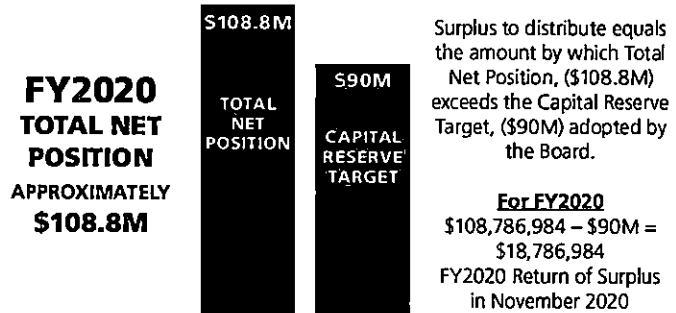 FY2020
TOTAL NET
POSITION
APPROXIMATELY
$108.8M
$108.8M
TOTAL
NET
POSITION
$90M
CAPITAL
RESERVE
TARGET
Surplus to distribute equals
the amount by which Total
Net Position, ($108.8M)
exceeds the Capital Reserve
Target, ($90M) adopted by
the Board.
For FY2020
$108,786,984 – $90M =
$18,786,984
FY2020 Return of Surplus
in November 2020